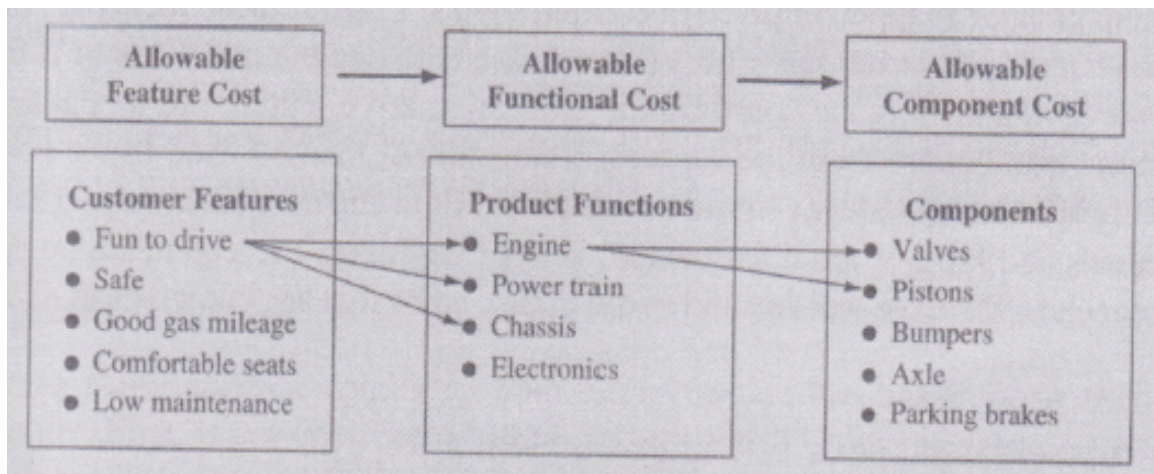 Allowable
Feature Cost
Allowable
Functional Cost
Allowable
Component Cost
Customer Features
• Fun to drive
• Safe
• Good gas mileage
• Comfortable seats
• Low maintenance
Product Functions
• Engine
• Power train
• Chassis
• Electronics
Components
• Valves
• Pistons
• Bumpers
• Axle
• Parking brakes